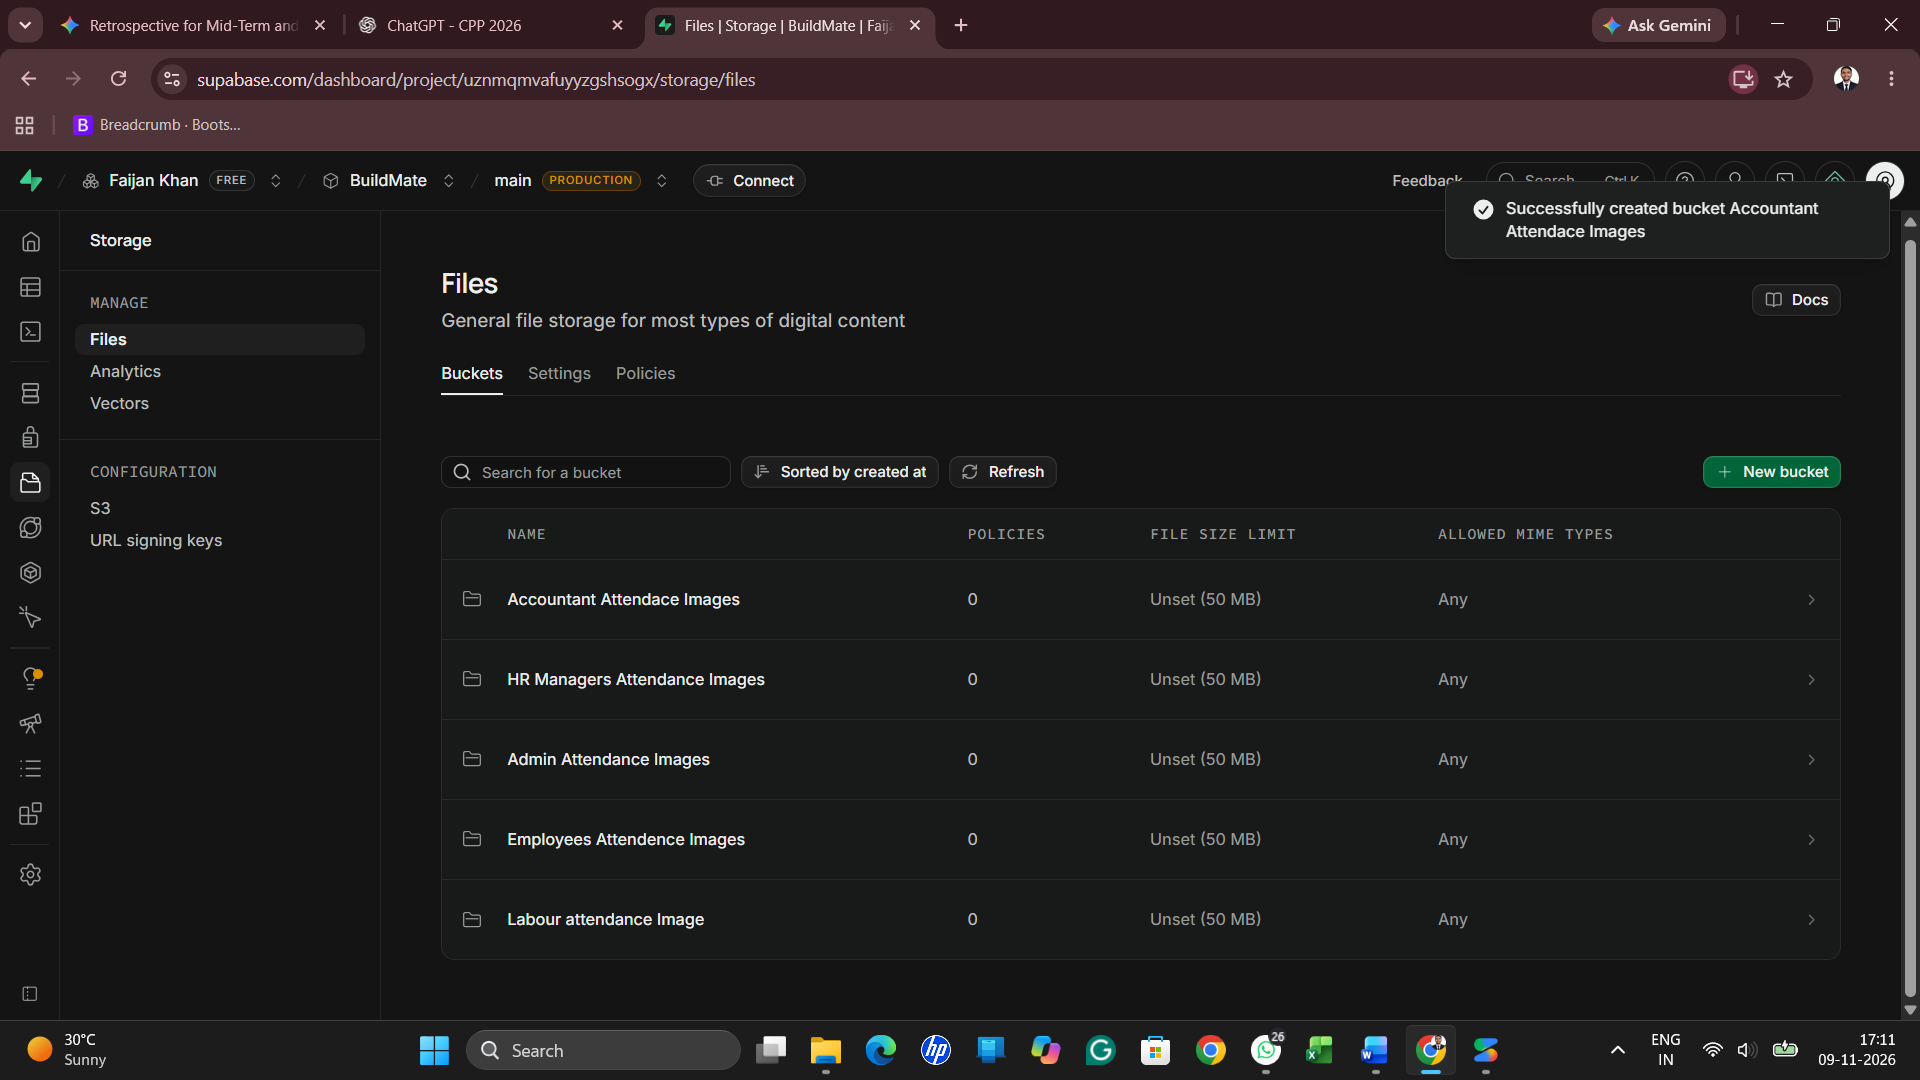 Retrospective for Mid-Term and
ChatGPT - CPP 2026
Files | Storage | BuildMate | Faija
Ask Gemini
supabase.com/dashboard/project/uznmqmvafuyyzgshsogx/storage/files
B Breadcrumb · Boots...
Faijan Khan FREE
BuildMate
main PRODUCTION
Connect
Feedback
Search
Ctrl K
Successfully created bucket Accountant
Attendace Images
Storage
MANAGE
Files
Analytics
Vectors
CONFIGURATION
S3
URL signing keys
Files
General file storage for most types of digital content
Docs
Buckets Settings Policies
Search for a bucket
Sorted by created at
Refresh
New bucket
NAME POLICIES FILE SIZE LIMIT ALLOWED MIME TYPES
Accountant Attendace Images 0 Unset (50 MB) Any
HR Managers Attendance Images 0 Unset (50 MB) Any
Admin Attendance Images 0 Unset (50 MB) Any
Employees Attendence Images 0 Unset (50 MB) Any
Labour attendance Image 0 Unset (50 MB) Any
30°C
Sunny
Search
hp
26
ENG
IN
17:11
09-11-2026